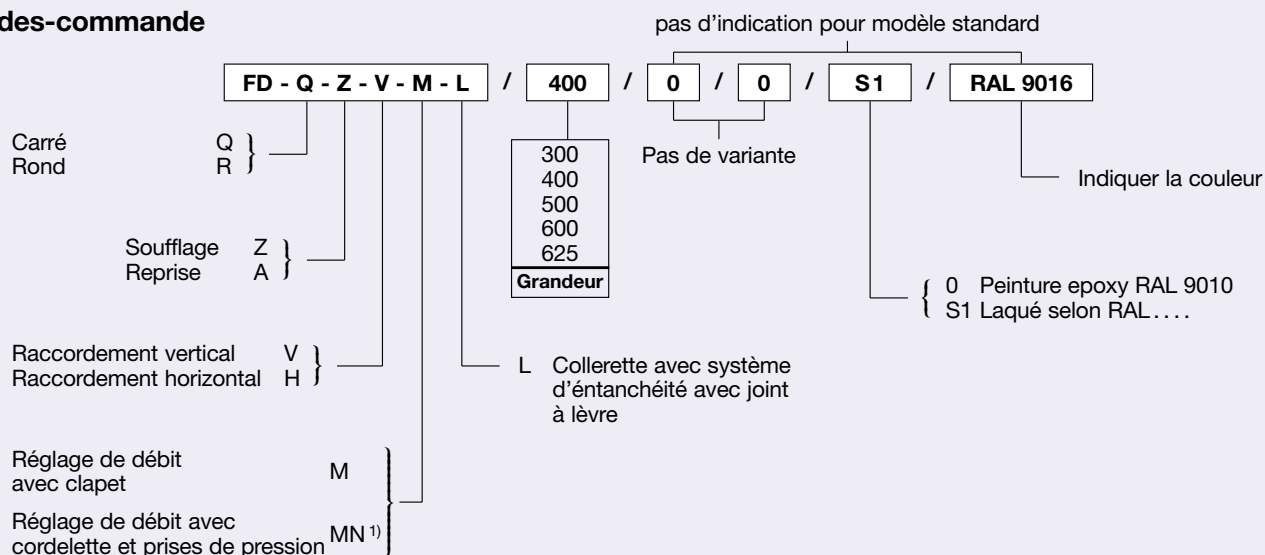 des-commande
pas d'indication pour modèle standard
FD - Q - Z - V - M - L / 400 / 0 / 0 / S1 / RAL 9016
Carré Q
Rond R
300
400
500
600
625
Grandeur
Pas de variante
Indiquer la couleur
Soufflage Z
Reprise A
0 Peinture epoxy RAL 9010
S1 Laqué selon RAL....
Raccordement vertical V
Raccordement horizontal H
L Collerette avec système
d'éntanchéité avec joint
à lèvre
Réglage de débit
avec clapet M
Réglage de débit avec
cordelette et prises de pression MN 1)